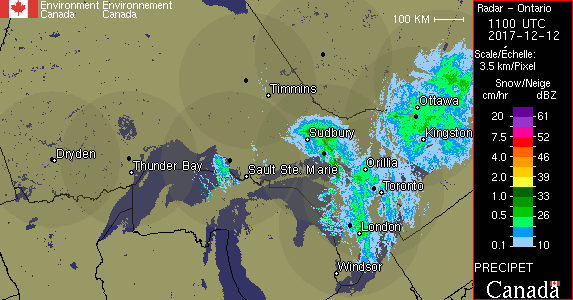 Environment Environnement
Canada Canada
100 KM
Radar - Ontario
1100 UTC
2017-12-12
Scale/Échelle:
3.5 km/Pixel
Snow/Neige
cm/hr dBZ
20 61
7.5 57
5.5 52
4.0 46
2.0 39
1.0 33
0.5 26
0.1 10
PRECIPET
Canada
Timmins
Ottawa
Sudbury
Kingston
Dryden
Thunder Bay
Sault Ste. Marie
Orillia
Toronto
London
Windsor